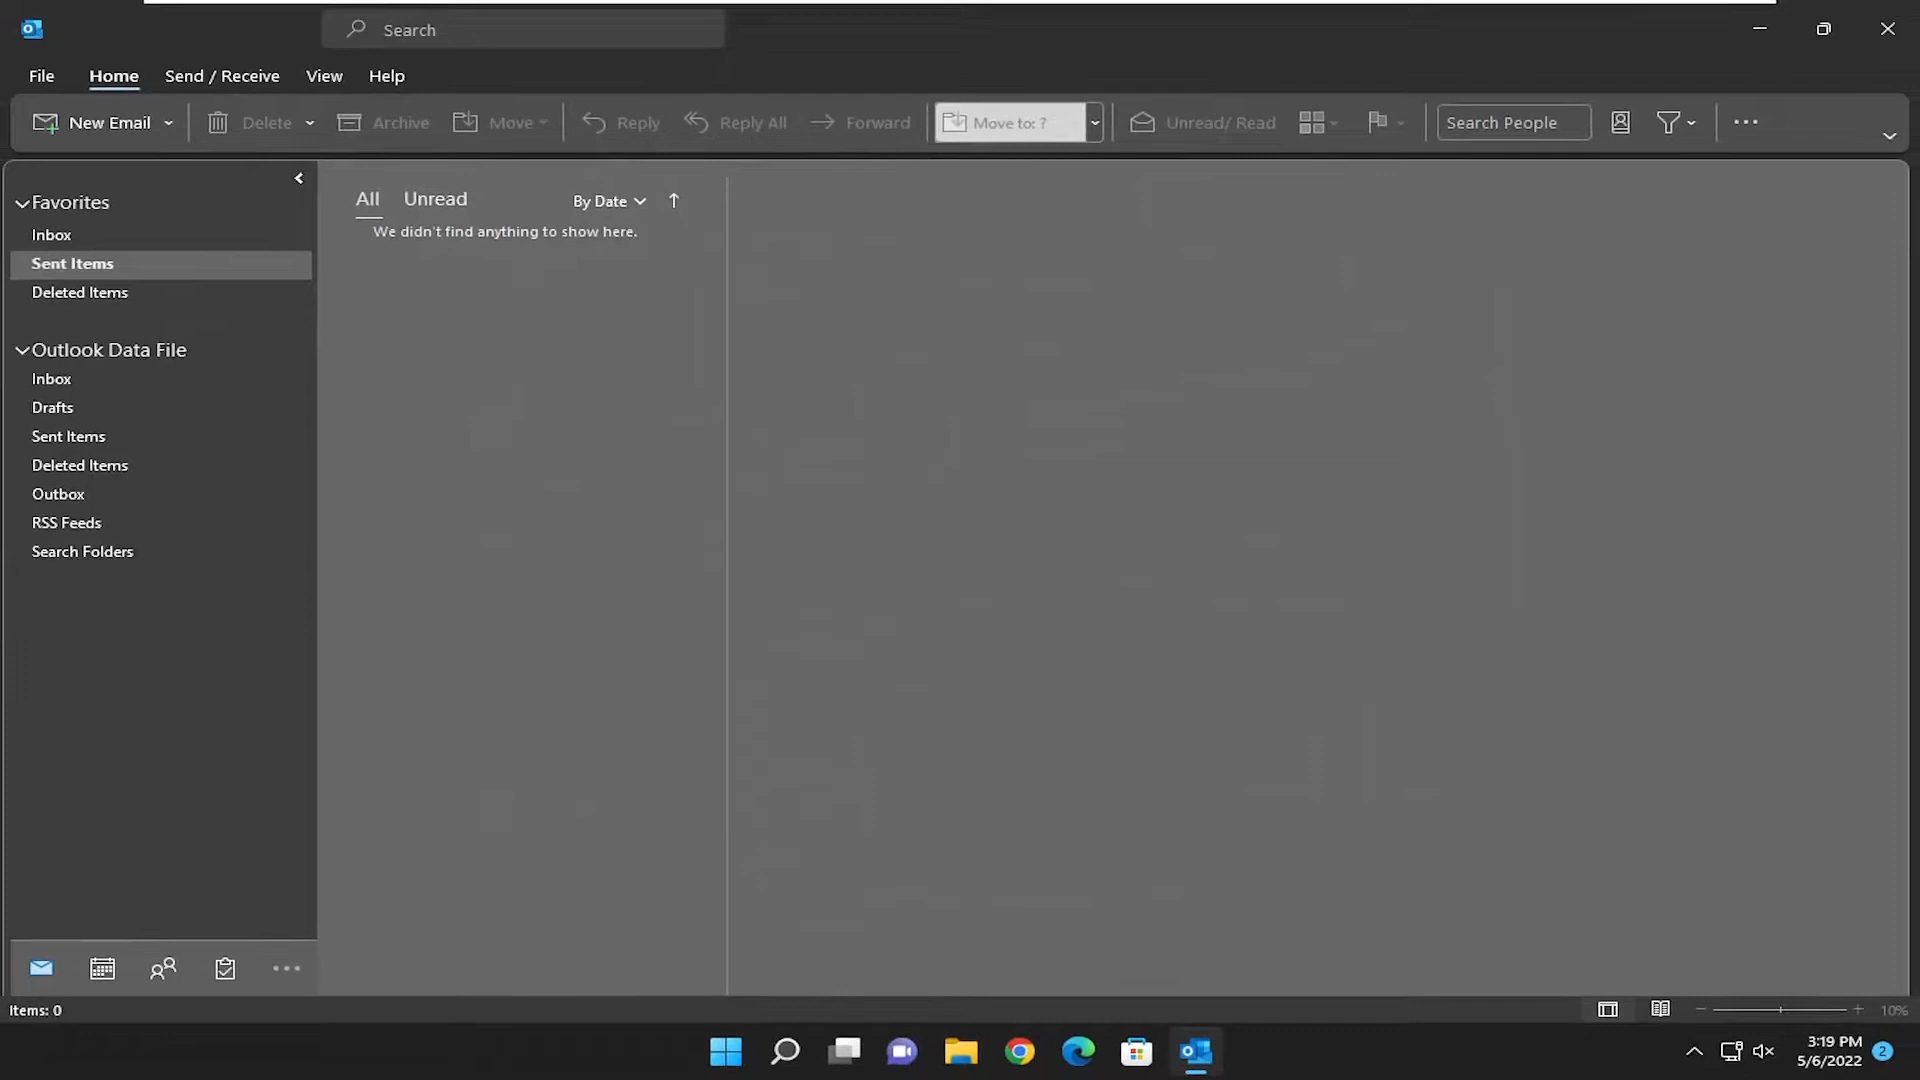 Search
File Home Send / Receive View Help
New Email Delete Archive Move Reply Reply All Forward Move to: ? Unread/ Read Search People ...
Favorites
Inbox
Sent Items
Deleted Items
Outlook Data File
Inbox
Drafts
Sent Items
Deleted Items
Outbox
RSS Feeds
Search Folders
All Unread By Date
We didn't find anything to show here.
Items: 0
10%
3:19 PM
5/6/2022
2